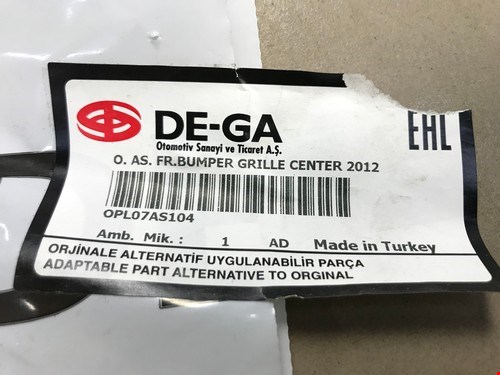 DE-GA
Otomotiv Sanayi ve Ticaret A.Ş.
EHC
O. AS. FR.BUMPER GRILLE CENTER 2012
OPL07AS104
Amb. Mik. : 1 AD Made in Turkey
ORJİNALE ALTERNATİF UYGULANABİLİR PARÇA
ADAPTABLE PART ALTERNATIVE TO ORGINAL